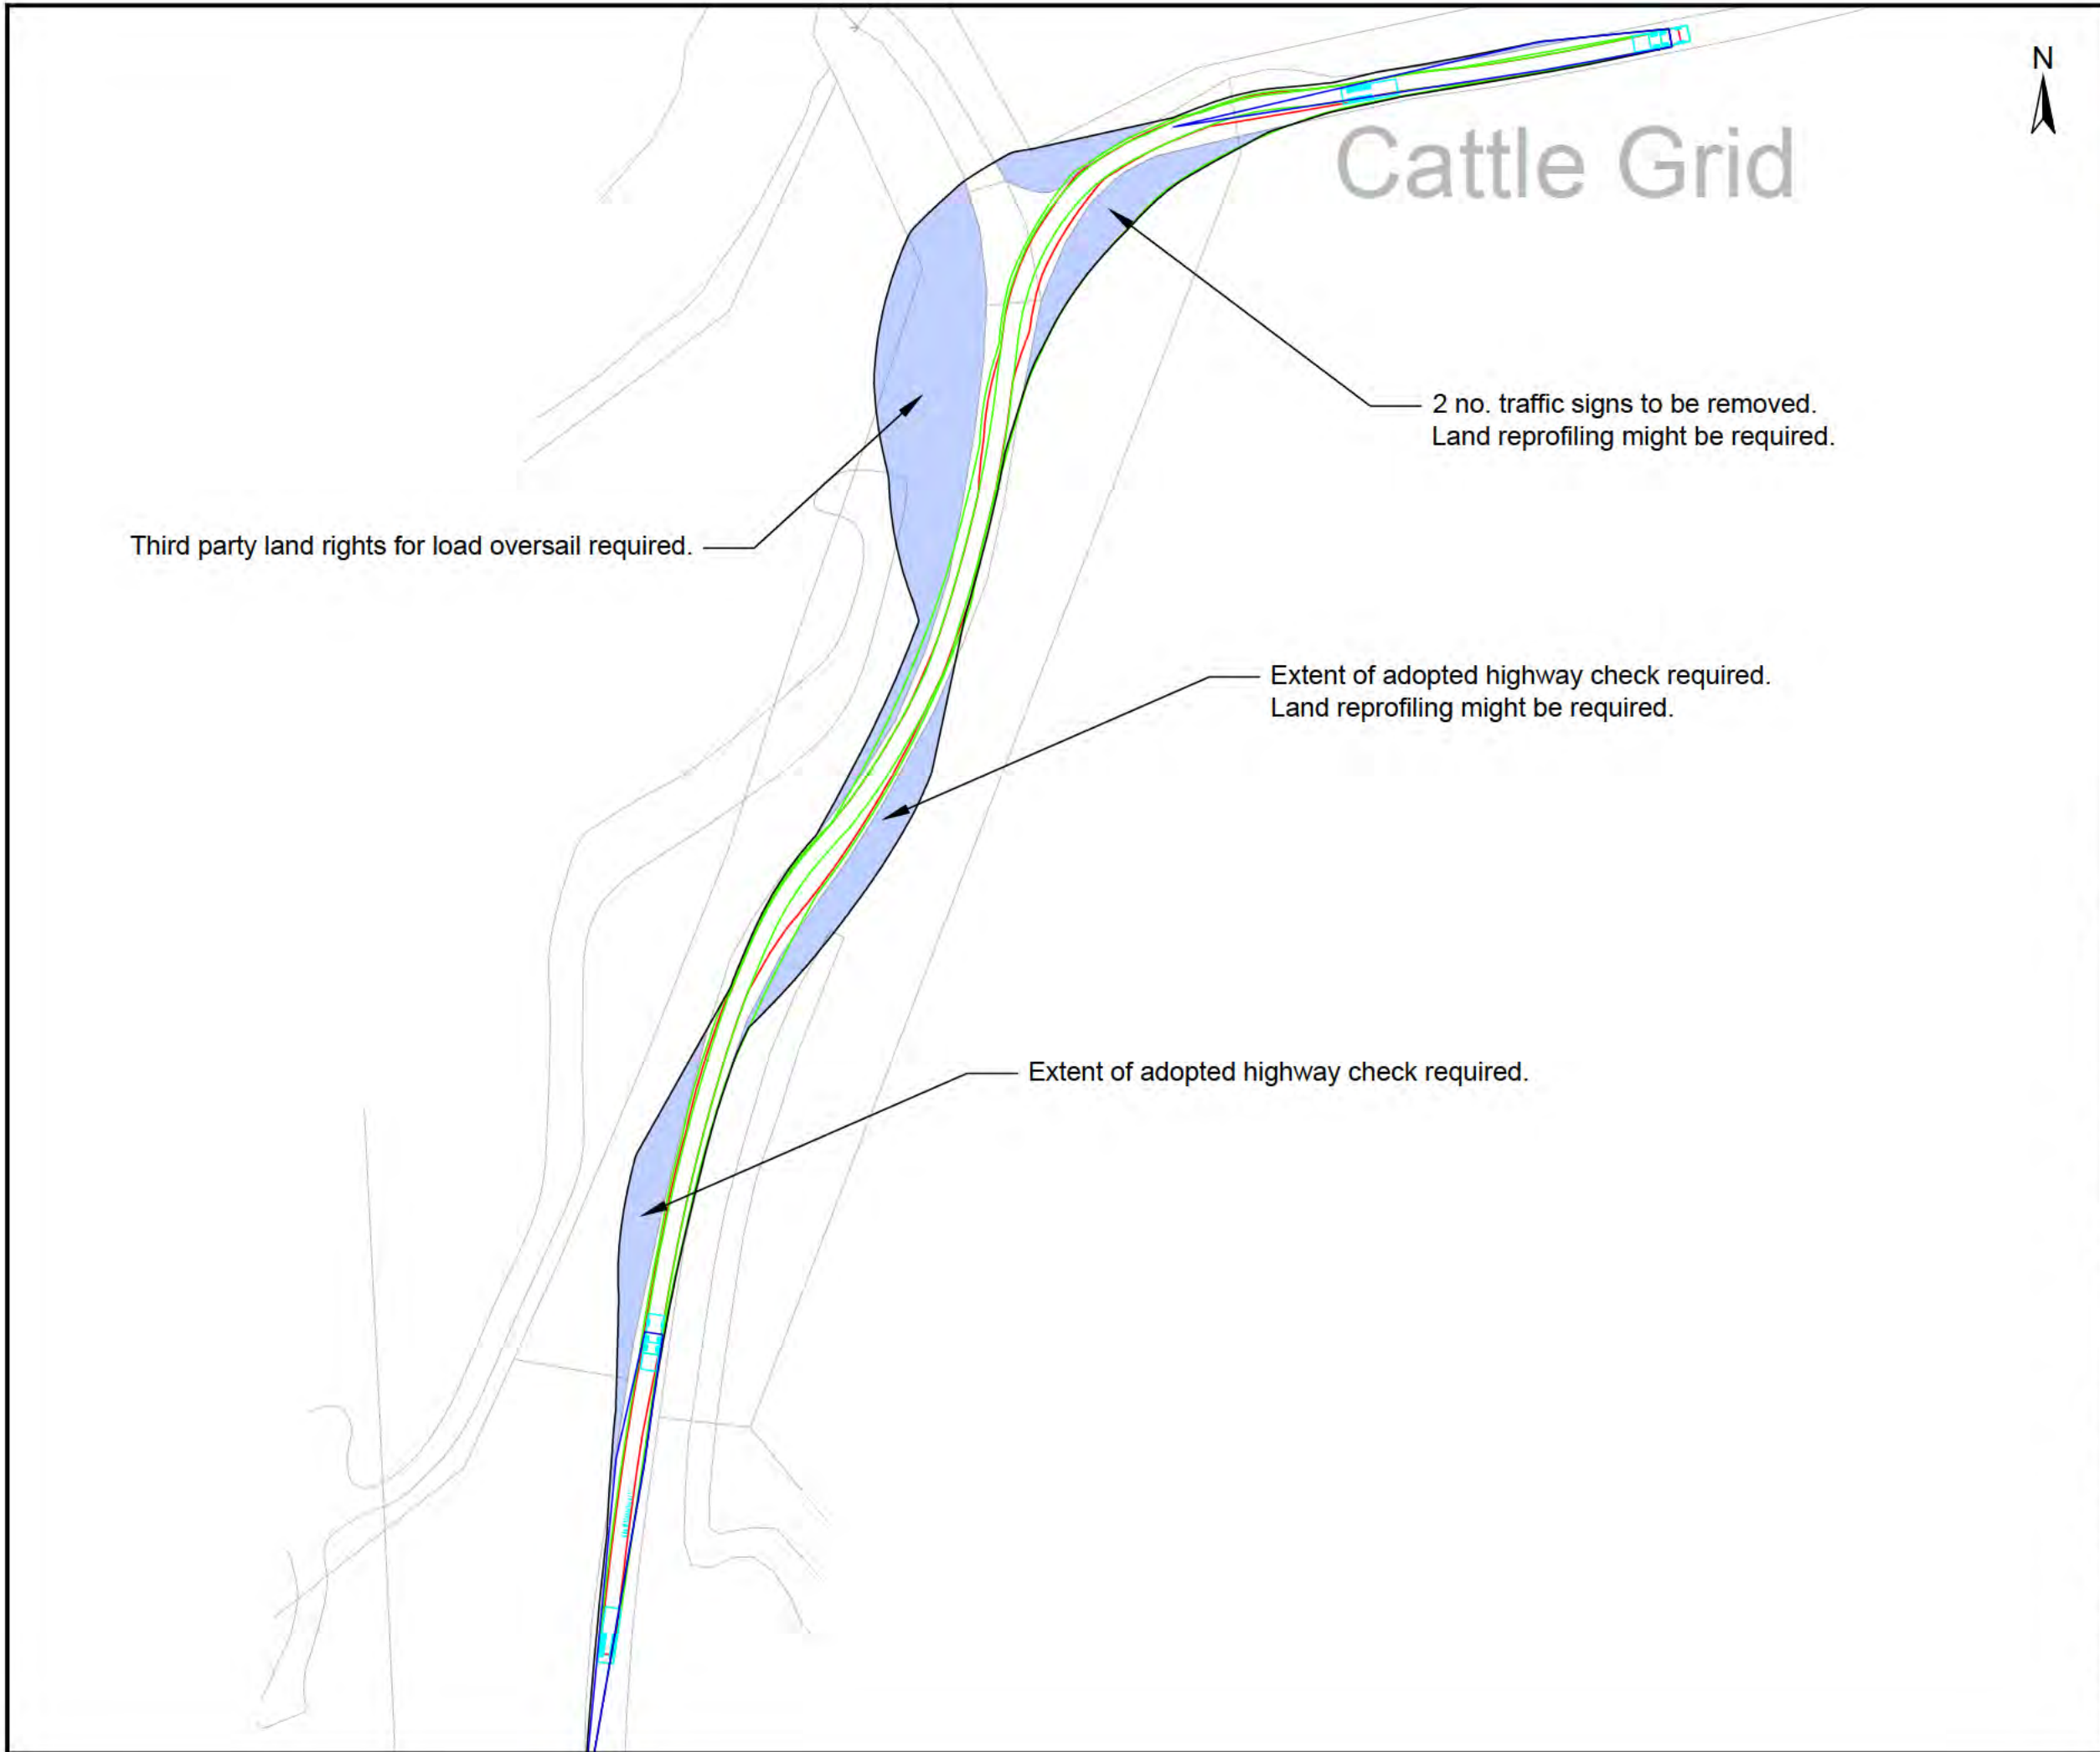 N
Cattle Grid
2 no. traffic signs to be removed.
Land reprofiling might be required.
Third party land rights for load oversail required.
Extent of adopted highway check required.
Land reprofiling might be required.
Extent of adopted highway check required.